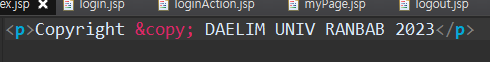 ex.jsp login.jsp loginAction.jsp myPage.jsp logout.jsp
<p>Copyright &copy; DAELIM UNIV RANBAB 2023</p>